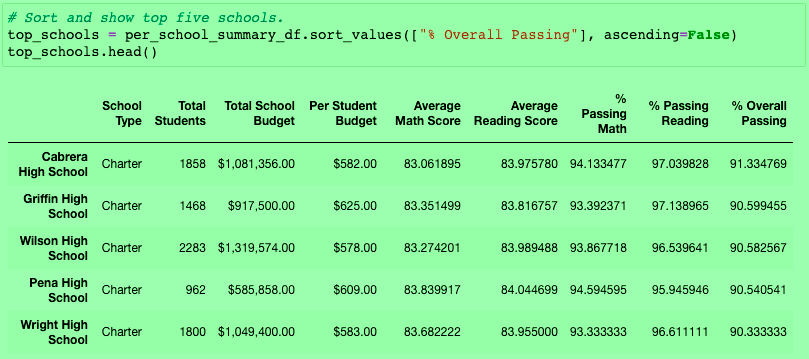 # Sort and show top five schools.
top_schools = per_school_summary_df.sort_values(["% Overall Passing"], ascending=False)
top_schools.head()
School Type Total Students Total School Budget Per Student Budget Average Math Score Average Reading Score % Passing Math % Passing Reading % Overall Passing
Cabrera High School Charter 1858 $1,081,356.00 $582.00 83.061895 83.975780 94.133477 97.039828 91.334769
Griffin High School Charter 1468 $917,500.00 $625.00 83.351499 83.816757 93.392371 97.138965 90.599455
Wilson High School Charter 2283 $1,319,574.00 $578.00 83.274201 83.989488 93.867718 96.539641 90.582567
Pena High School Charter 962 $585,858.00 $609.00 83.839917 84.044699 94.594595 95.945946 90.540541
Wright High School Charter 1800 $1,049,400.00 $583.00 83.682222 83.955000 93.333333 96.611111 90.333333